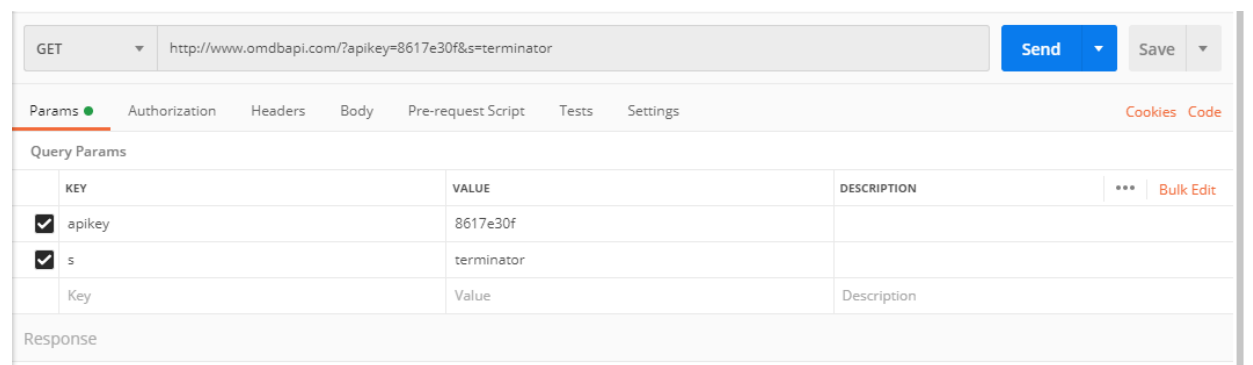 GET http://www.omdbapi.com/?apikey=8617e30f&s=terminator Send Save
Params Authorization Headers Body Pre-request Script Tests Settings Cookies Code
Query Params
KEY VALUE DESCRIPTION ••• Bulk Edit
apikey 8617e30f
s terminator
Key Value Description
Response